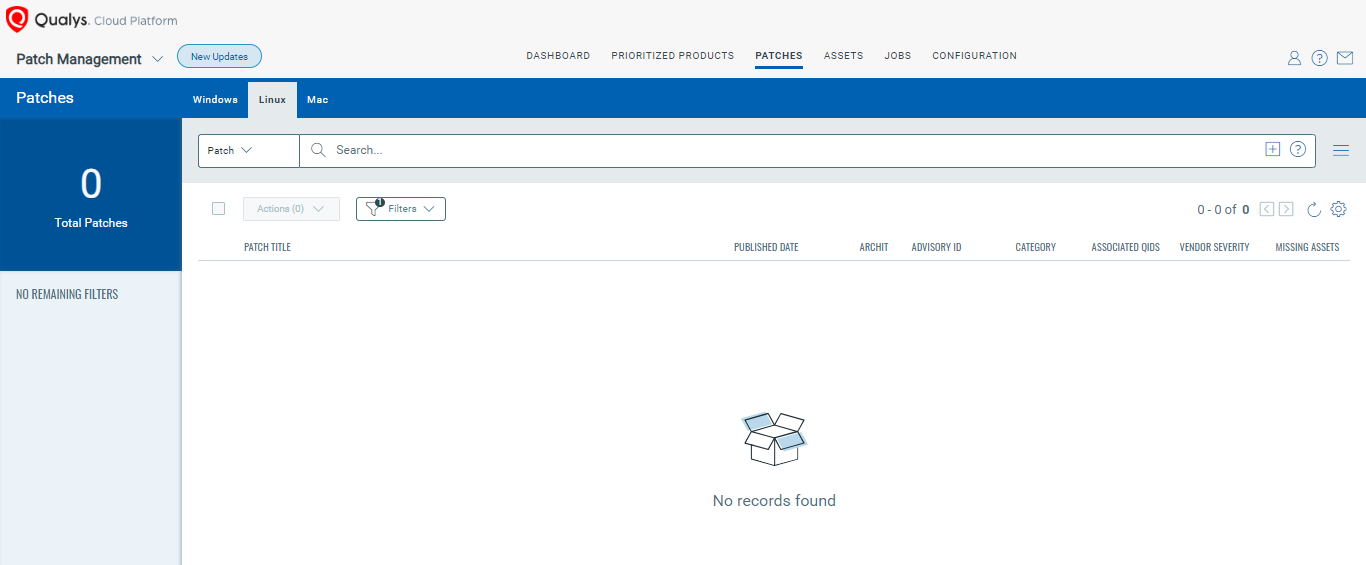 Qualys. Cloud Platform
Patch Management New Updates DASHBOARD PRIORITIZED PRODUCTS PATCHES ASSETS JOBS CONFIGURATION
Patches Windows Linux Mac
Patch Search...
0
Total Patches
Actions (0) 1 Filters 0 - 0 of 0
PATCH TITLE PUBLISHED DATE ARCHIT ADVISORY ID CATEGORY ASSOCIATED QIDS VENDOR SEVERITY MISSING ASSETS
NO REMAINING FILTERS
No records found